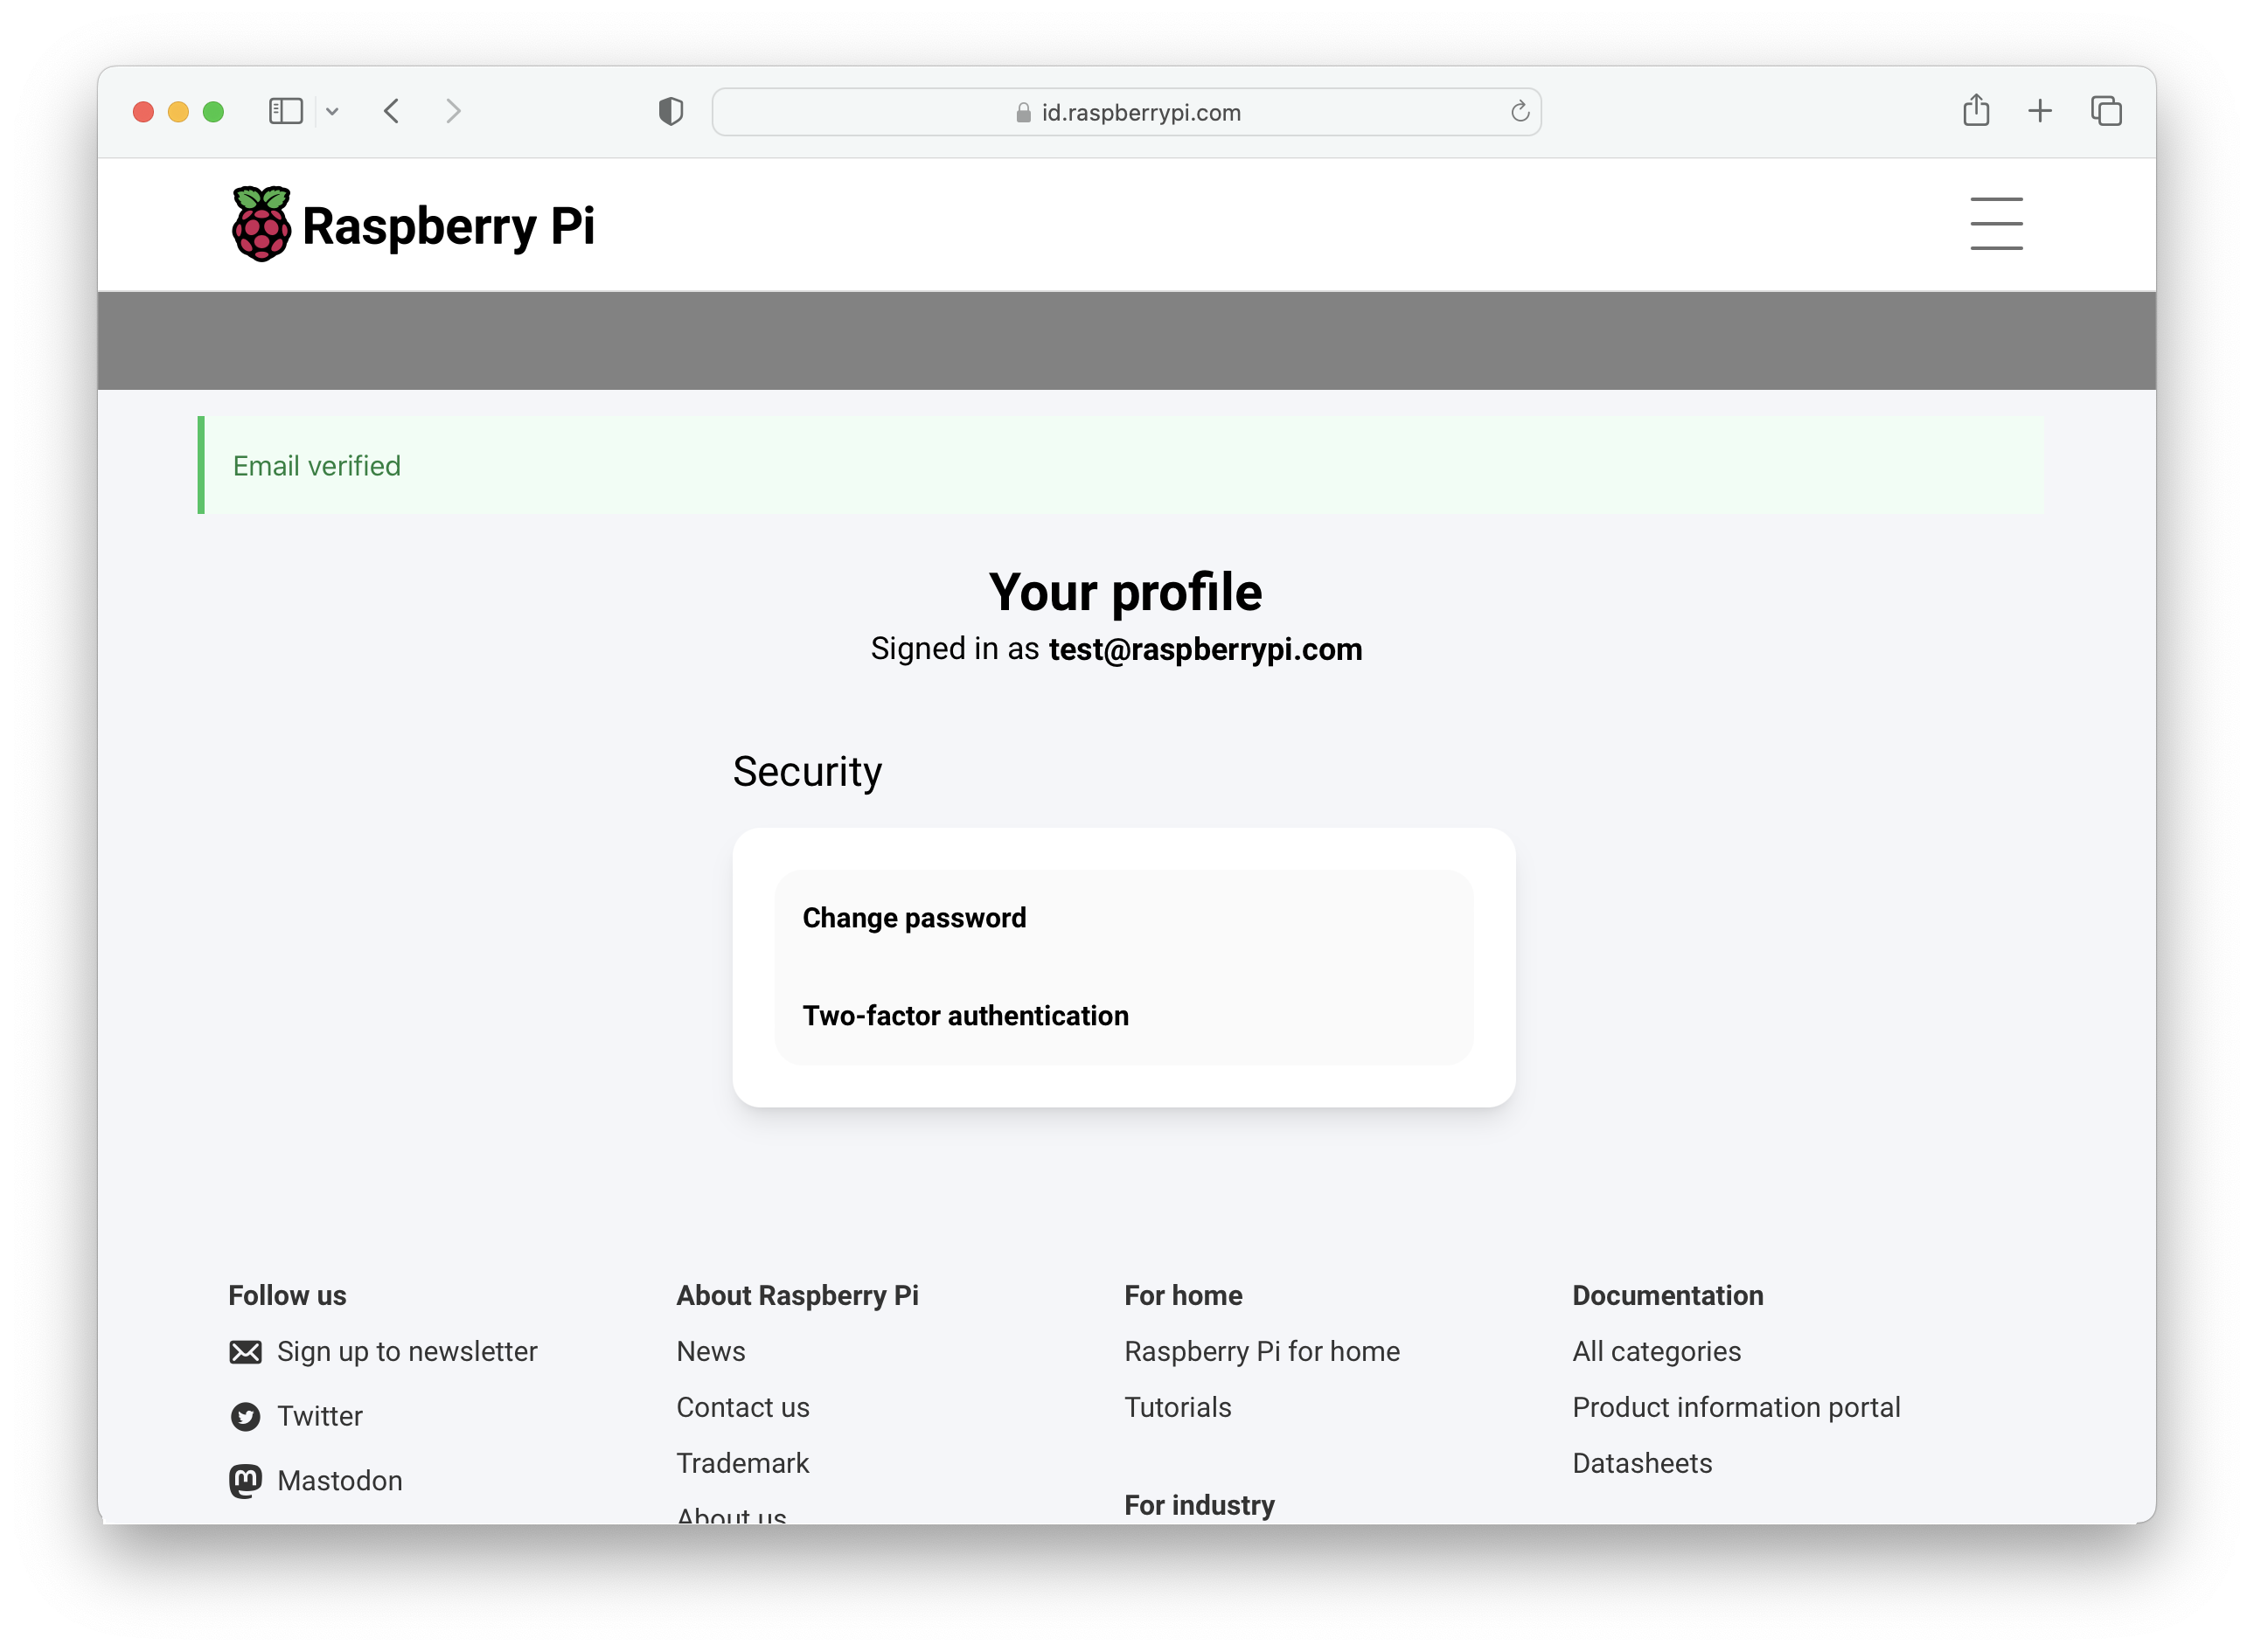 id.raspberrypi.com
Raspberry Pi
Email verified
Your profile
Signed in as test@raspberrypi.com
Security
Change password
Two-factor authentication
Follow us
Sign up to newsletter
Twitter
Mastodon
About Raspberry Pi
News
Contact us
Trademark
About us
For home
Raspberry Pi for home
Tutorials
For industry
Documentation
All categories
Product information portal
Datasheets